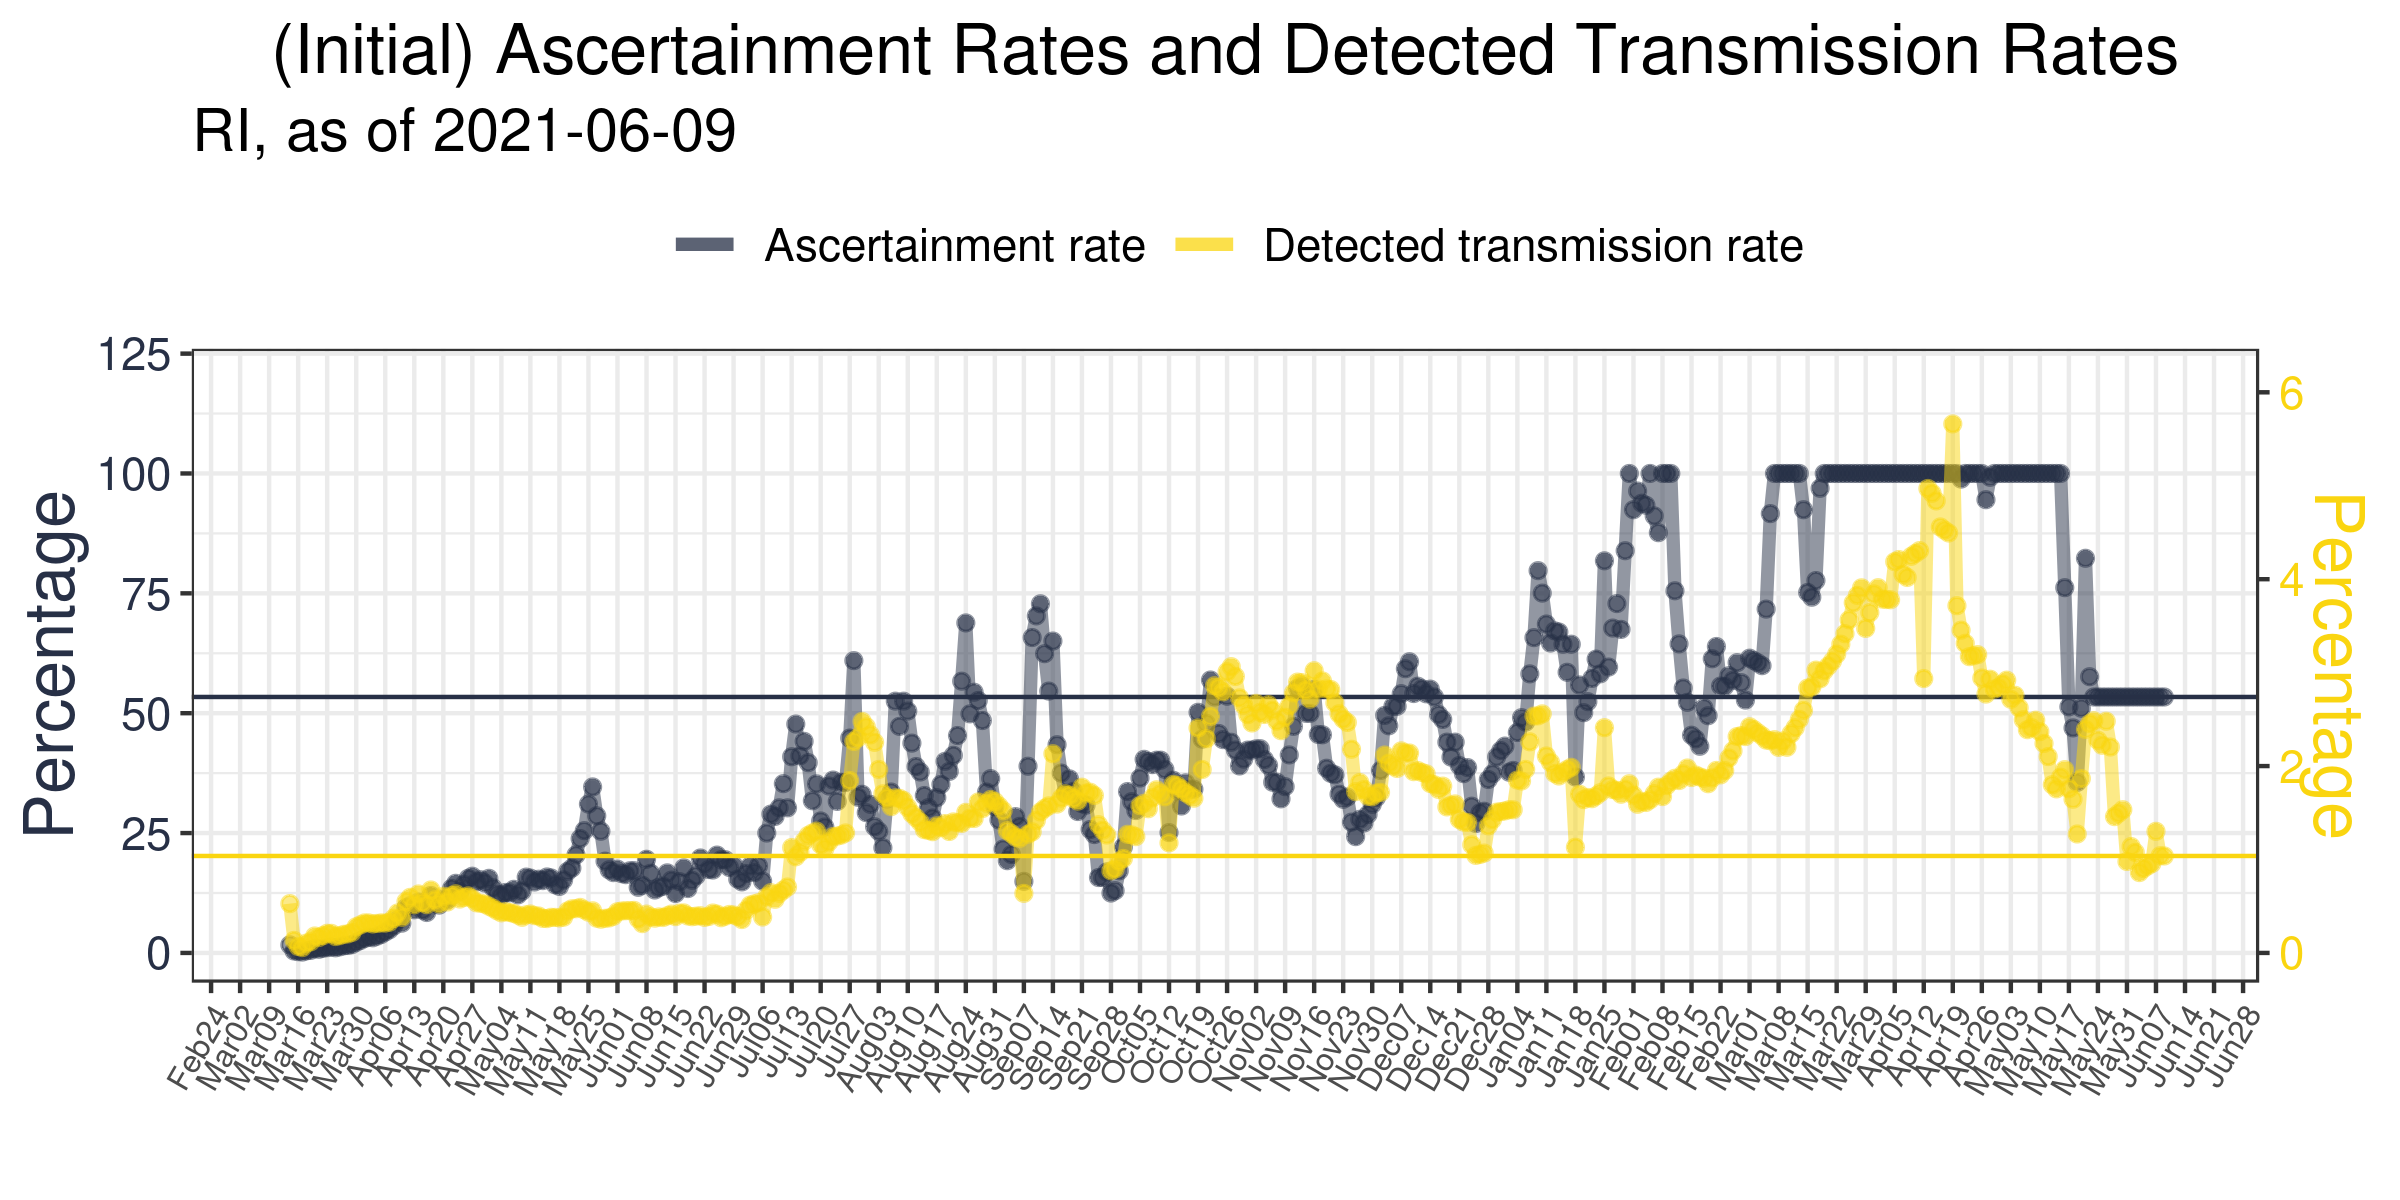 (Initial) Ascertainment Rates and Detected Transmission Rates
RI, as of 2021-06-09
Ascertainment rate
Detected transmission rate
Percentage
125
100
75
50
25
0
6
4
2
0
Percentage
Feb24
Mar02
Mar09
Mar16
Mar23
Mar30
Apr06
Apr13
Apr20
Apr27
May04
May11
May18
May25
Jun01
Jun08
Jun15
Jun22
Jun29
Jul06
Jul13
Jul20
Jul27
Aug03
Aug10
Aug17
Aug24
Aug31
Sep07
Sep14
Sep21
Sep28
Oct05
Oct12
Oct19
Oct26
Nov02
Nov09
Nov16
Nov23
Nov30
Dec07
Dec14
Dec21
Dec28
Jan04
Jan11
Jan18
Jan25
Feb01
Feb08
Feb15
Feb22
Mar01
Mar08
Mar15
Mar22
Mar29
Apr05
Apr12
Apr19
Apr26
May03
May10
May17
May24
May31
Jun07
Jun14
Jun21
Jun28